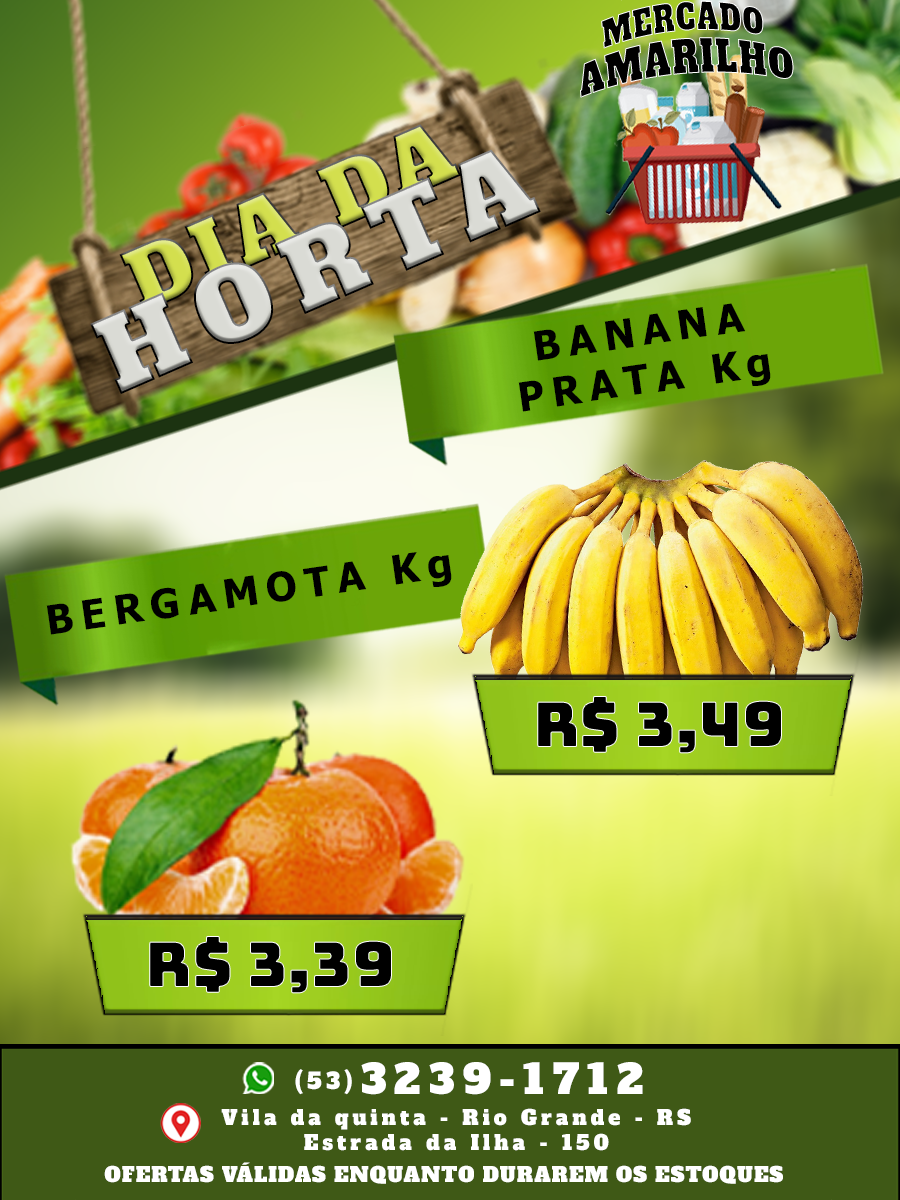 MERCADO
AMARILHO
DIA DA
HORTA
BANANA
PRATA Kg
BERGAMOTA Kg
R$ 3,49
R$ 3,39
(53) 3239-1712
Vila da quinta - Rio Grande - RS
Estrada da Ilha - 150
OFERTAS VÁLIDAS ENQUANTO DURAREM OS ESTOQUES